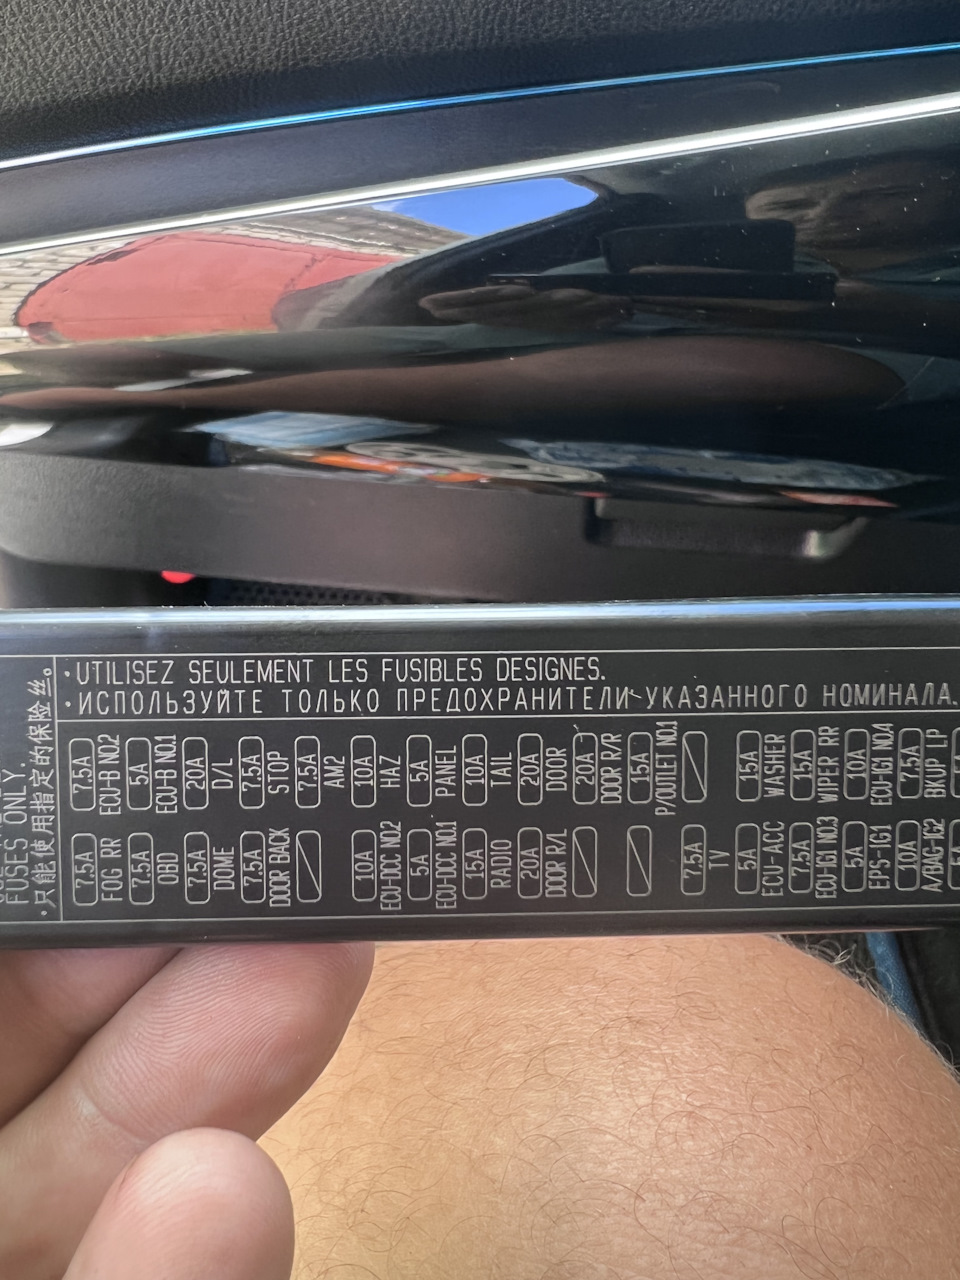 FUSES ONLY.
·只能使用指定的保险丝。
·UTILISEZ SEULEMENT LES FUSIBLES DESIGNES.
·ИСПОЛЬЗУЙТЕ ТОЛЬКО ПРЕДОХРАНИТЕЛИ УКАЗАННОГО НОМИНАЛА.
7.5A ECU-B NO.2
5A ECU-B NO.1
20A D/L
7.5A STOP
7.5A AM2
10A HAZ
5A PANEL
10A TAIL
20A DOOR
20A DOOR R/R
15A P/OUTLET NO.1
15A WASHER
15A WIPER RR
10A ECU-IG1 NO.4
7.5A BKUP LP
7.5A FOG RR
7.5A OBD
7.5A DOME
7.5A DOOR BACK
10A ECU-DCC NO.2
5A ECU-DCC NO.1
15A RADIO
20A DOOR R/L
7.5A TV
5A ECU-ACC
7.5A ECU-IG1 NO.3
5A EPS-IG1
10A A/BAG-IG2
5A